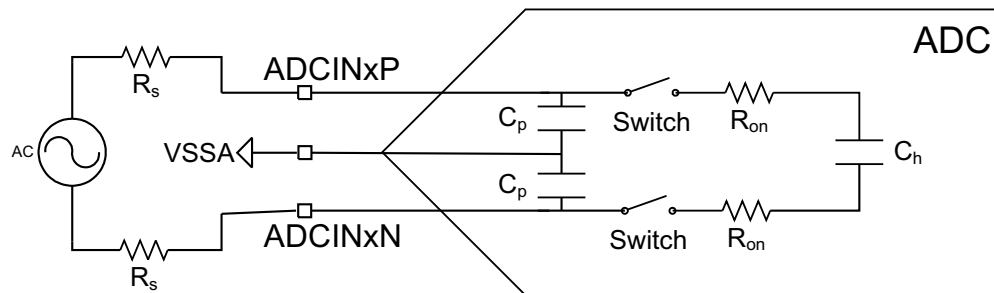 ADC
ADCINxP
Rs
Cp
Switch
Ron
AC
VSSA
Ch
Cp
ADCINxN
Rs
Switch
Ron